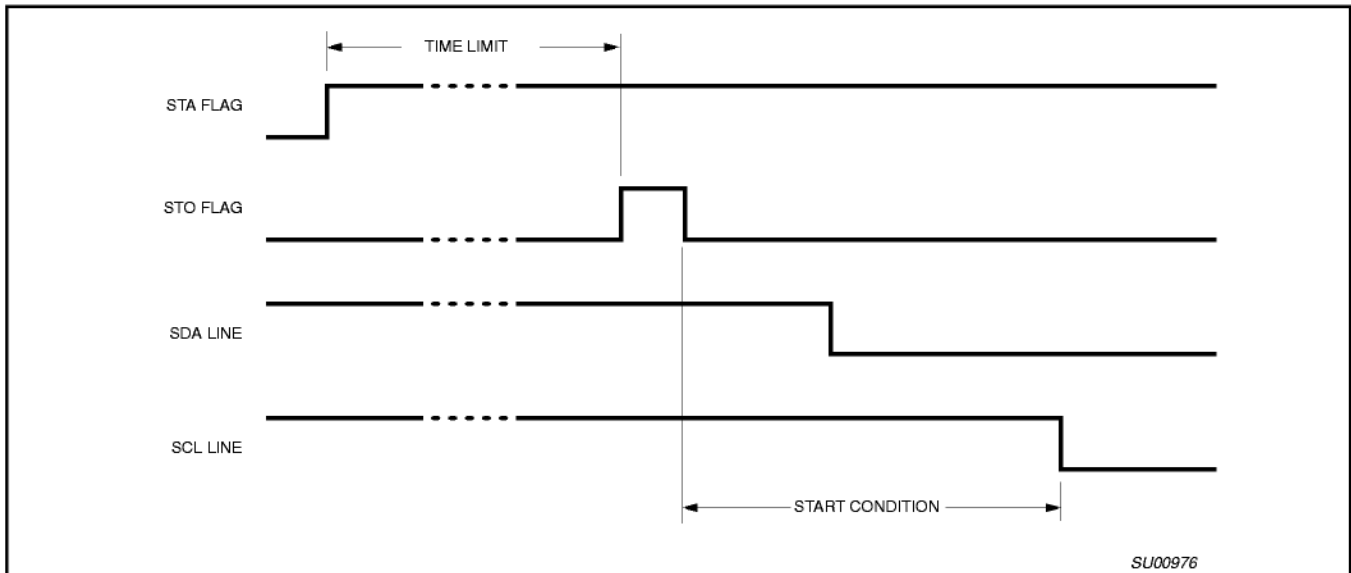 TIME LIMIT
STA FLAG
STO FLAG
SDA LINE
SCL LINE
START CONDITION
SU00976